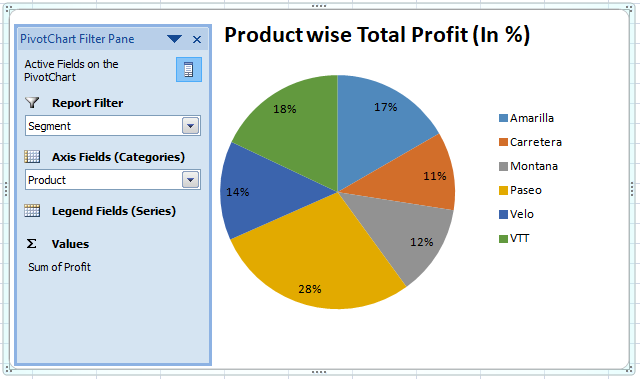 PivotChart Filter Pane
Active Fields on the
PivotChart
Report Filter
Segment
Axis Fields (Categories)
Product
Legend Fields (Series)
Σ Values
Sum of Profit
Product wise Total Profit (In %)
17%
11%
12%
28%
14%
18%
Amarilla
Carretera
Montana
Paseo
Velo
VTT